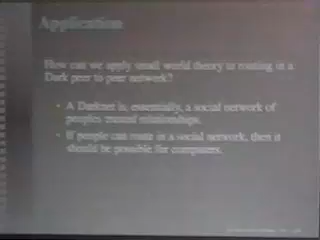 Application
How can we apply small world theory to routing in a
Dark peer to peer network?
• A Darknet is, essentially, a social network of
peoples trusted relationships.
• If people can route in a social network, then it
should be possible for computers.